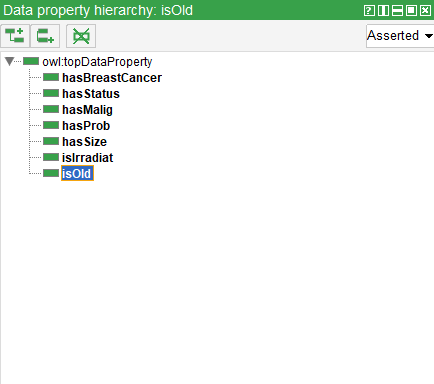 Data property hierarchy: isOld
Asserted
owl:topDataProperty
hasBreastCancer
hasStatus
hasMalig
hasProb
hasSize
isIrradiat
isOld